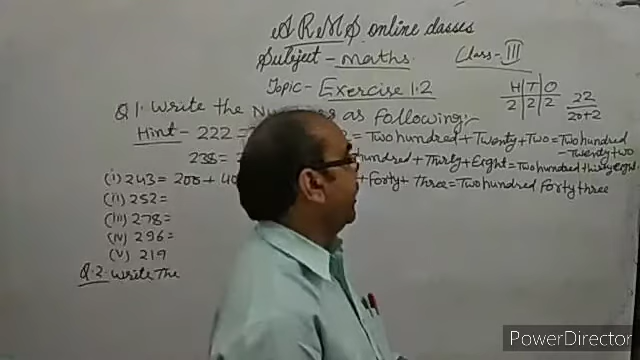 A R M S online classes
Subject - Maths Class - III
Topic - Exercise 1.2
H T O
2 2 2
22
20+2
Q1. Write the as following:-
Hint - 222 = = Two hundred + Twenty + Two = Two hundred
- Twenty two
238 = hundred + Thirty + Eight = Two hundred thirty eight.
(i) 243 = 200 + 40 + forty + Three = Two hundred forty three
(ii) 252 =
(iii) 278 =
(iv) 296 =
(v) 219
Q.2. Write The
PowerDirector